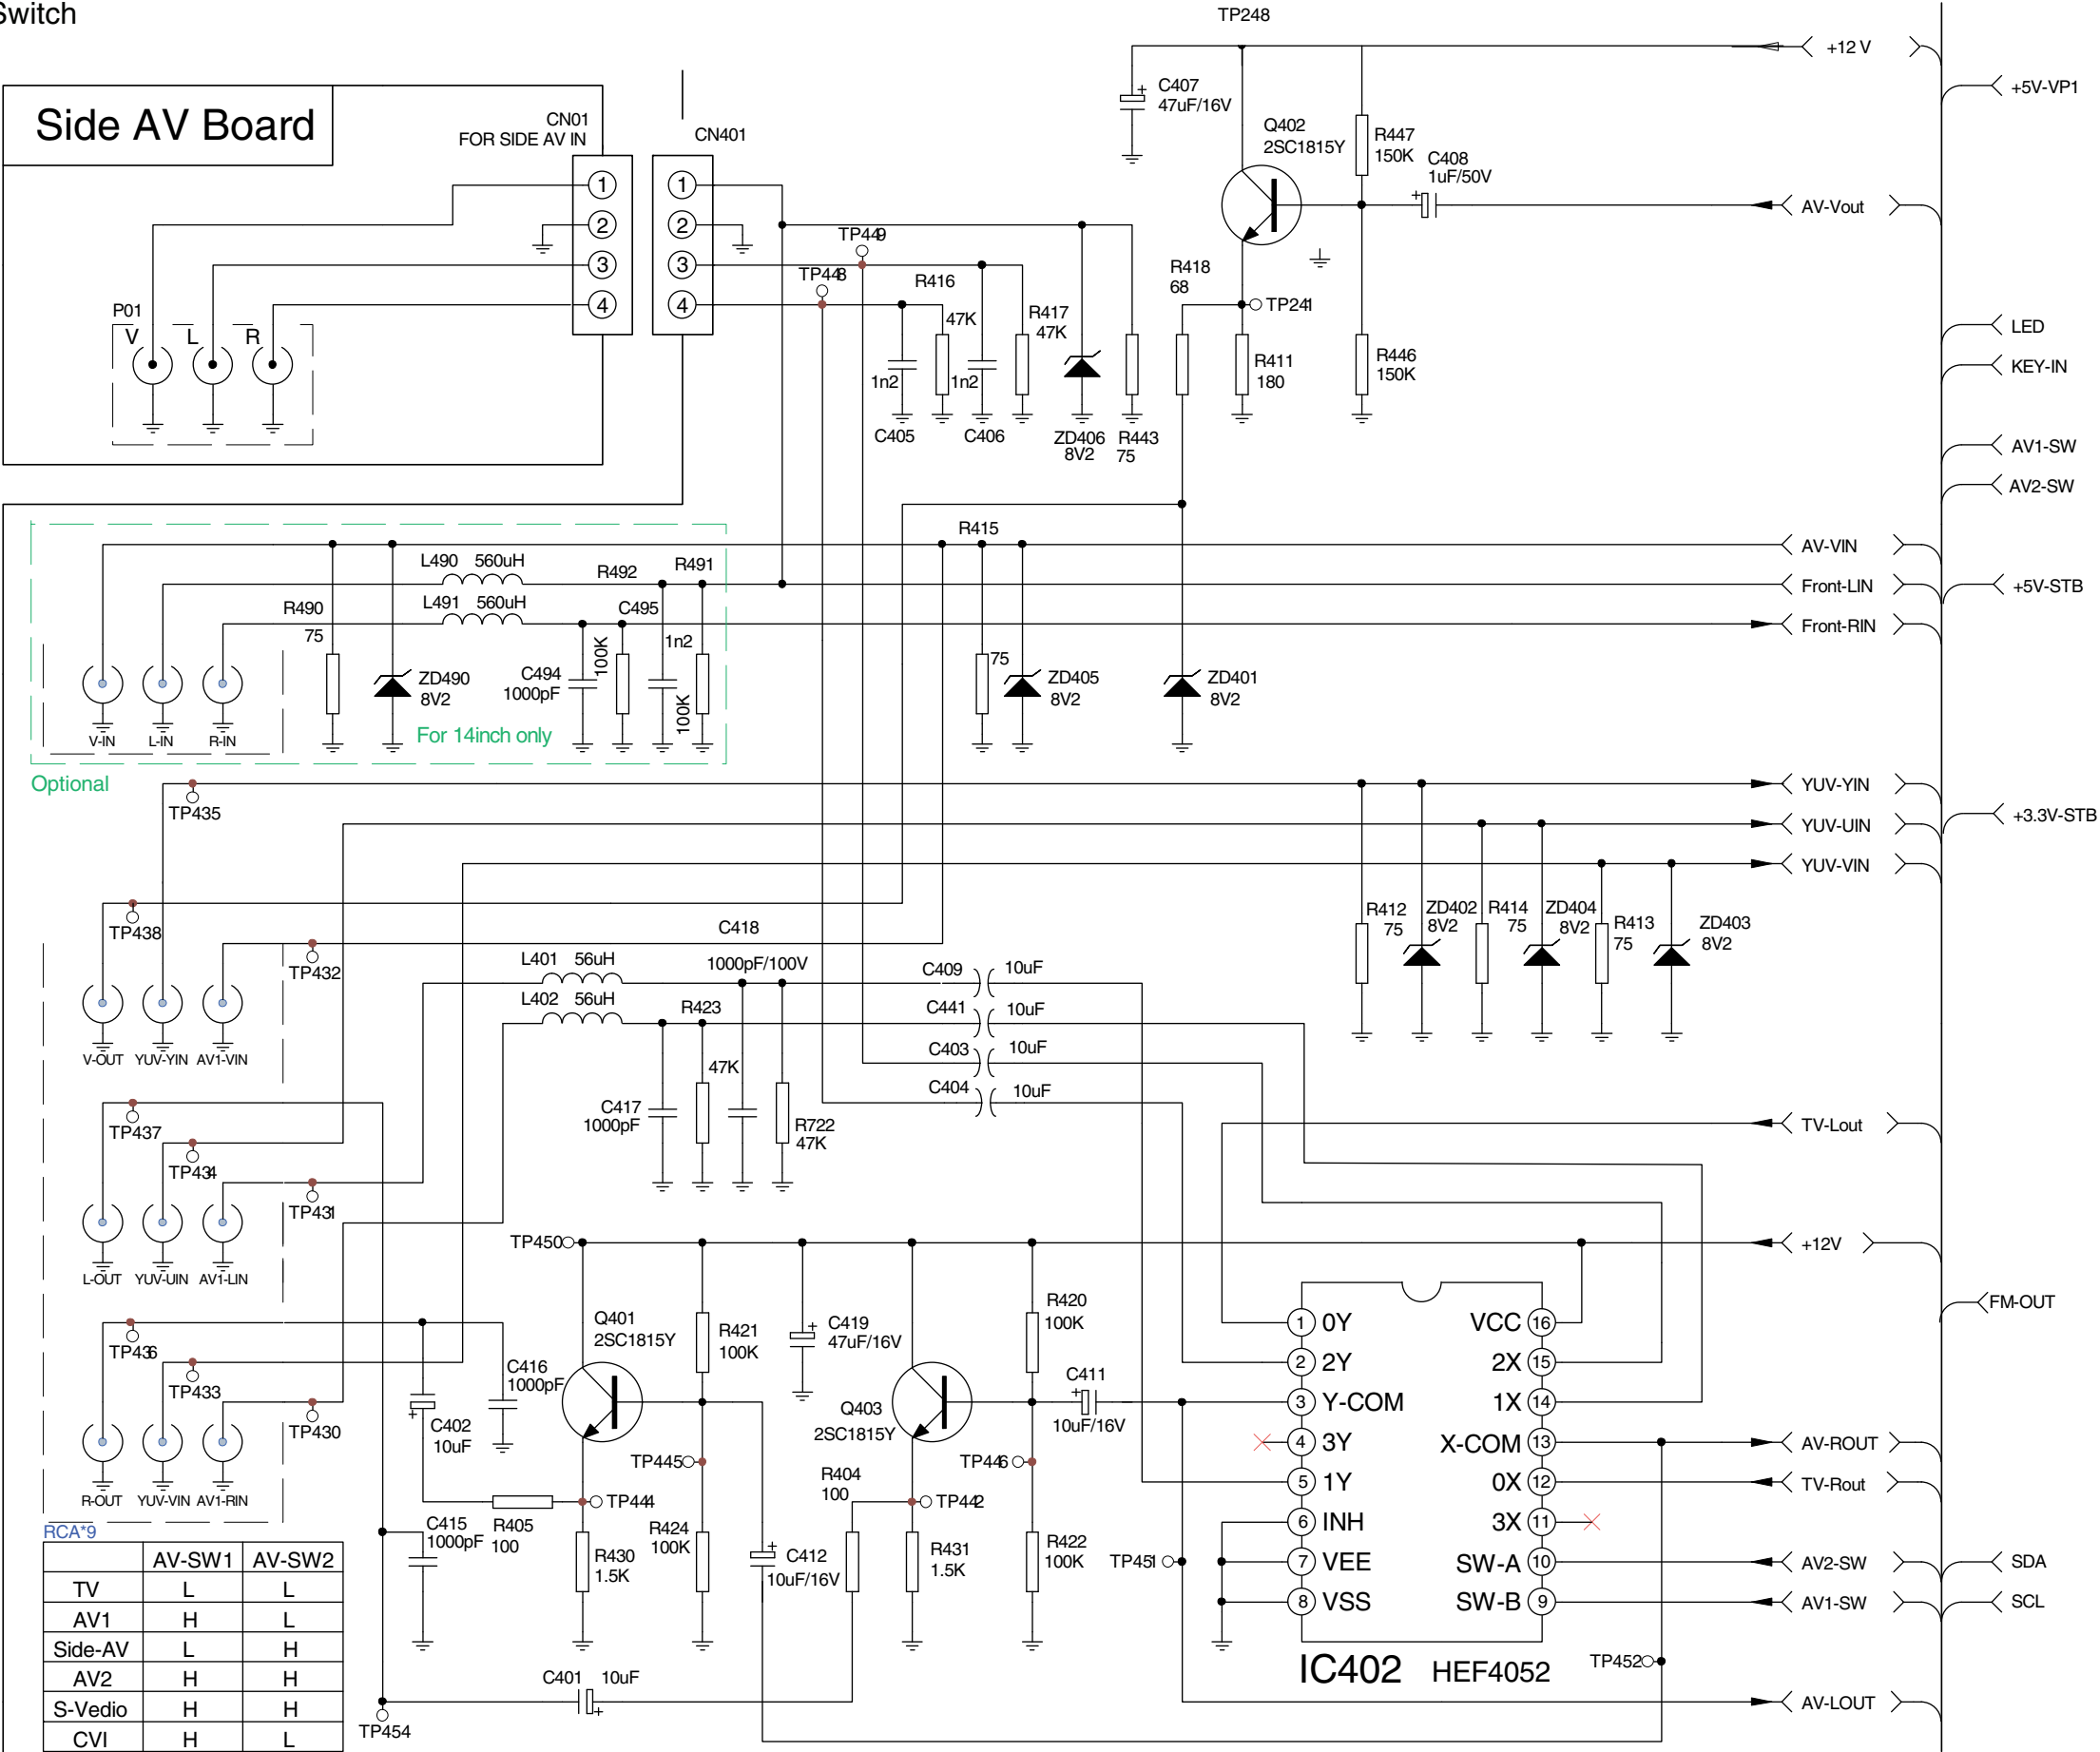 Switch
TP248
+12 V
+5V-VP1
Side AV Board
CN01
FOR SIDE AV IN
CN401
C407
47uF/16V
Q402
2SC1815Y
R447
150K
C408
1uF/50V
AV-Vout
1
2
3
4
1
2
3
4
TP449
TP448
R416
47K
R417
47K
R418
68
TP241
P01
V
L
R
1n2
1n2
C405
C406
ZD406
8V2
R443
75
R411
180
R446
150K
LED
KEY-IN
AV1-SW
AV2-SW
R415
AV-VIN
L490
560uH
R492
R491
Front-LIN
+5V-STB
R490
75
L491
560uH
C495
Front-RIN
1n2
100K
100K
C494
1000pF
ZD490
8V2
75
ZD405
8V2
ZD401
8V2
V-IN
L-IN
R-IN
For 14inch only
Optional
TP435
YUV-YIN
+3.3V-STB
YUV-UIN
YUV-VIN
TP438
TP432
C418
R412
75
ZD402
8V2
R414
75
ZD404
8V2
R413
75
ZD403
8V2
L401
56uH
1000pF/100V
C409
10uF
L402
56uH
R423
C441
10uF
V-OUT
YUV-YIN
AV1-VIN
47K
C403
10uF
C404
10uF
TP437
C417
1000pF
R722
47K
TV-Lout
TP434
TP431
TP450
+12V
L-OUT
YUV-UIN
AV1-LIN
FM-OUT
TP436
TP433
TP430
Q401
2SC1815Y
R421
100K
C419
47uF/16V
R420
100K
C416
1000pF
C402
10uF
Q403
2SC1815Y
C411
10uF/16V
1
0Y
VCC
16
2
2Y
2X
15
3
Y-COM
1X
14
4
3Y
X-COM
13
5
1Y
0X
12
6
INH
3X
11
7
VEE
SW-A
10
8
VSS
SW-B
9
AV-ROUT
TV-Rout
AV2-SW
AV1-SW
SDA
SCL
TP445
TP446
R404
100
TP444
TP442
R-OUT
YUV-VIN
AV1-RIN
RCA*9
C415
1000pF
R405
100
R430
1.5K
R424
100K
C412
10uF/16V
R431
1.5K
R422
100K
TP451
IC402
HEF4052
TP452
C401
10uF
TP454
AV-LOUT
AV-SW1 AV-SW2
TV L L
AV1 H L
Side-AV L H
AV2 H H
S-Vedio H H
CVI H L